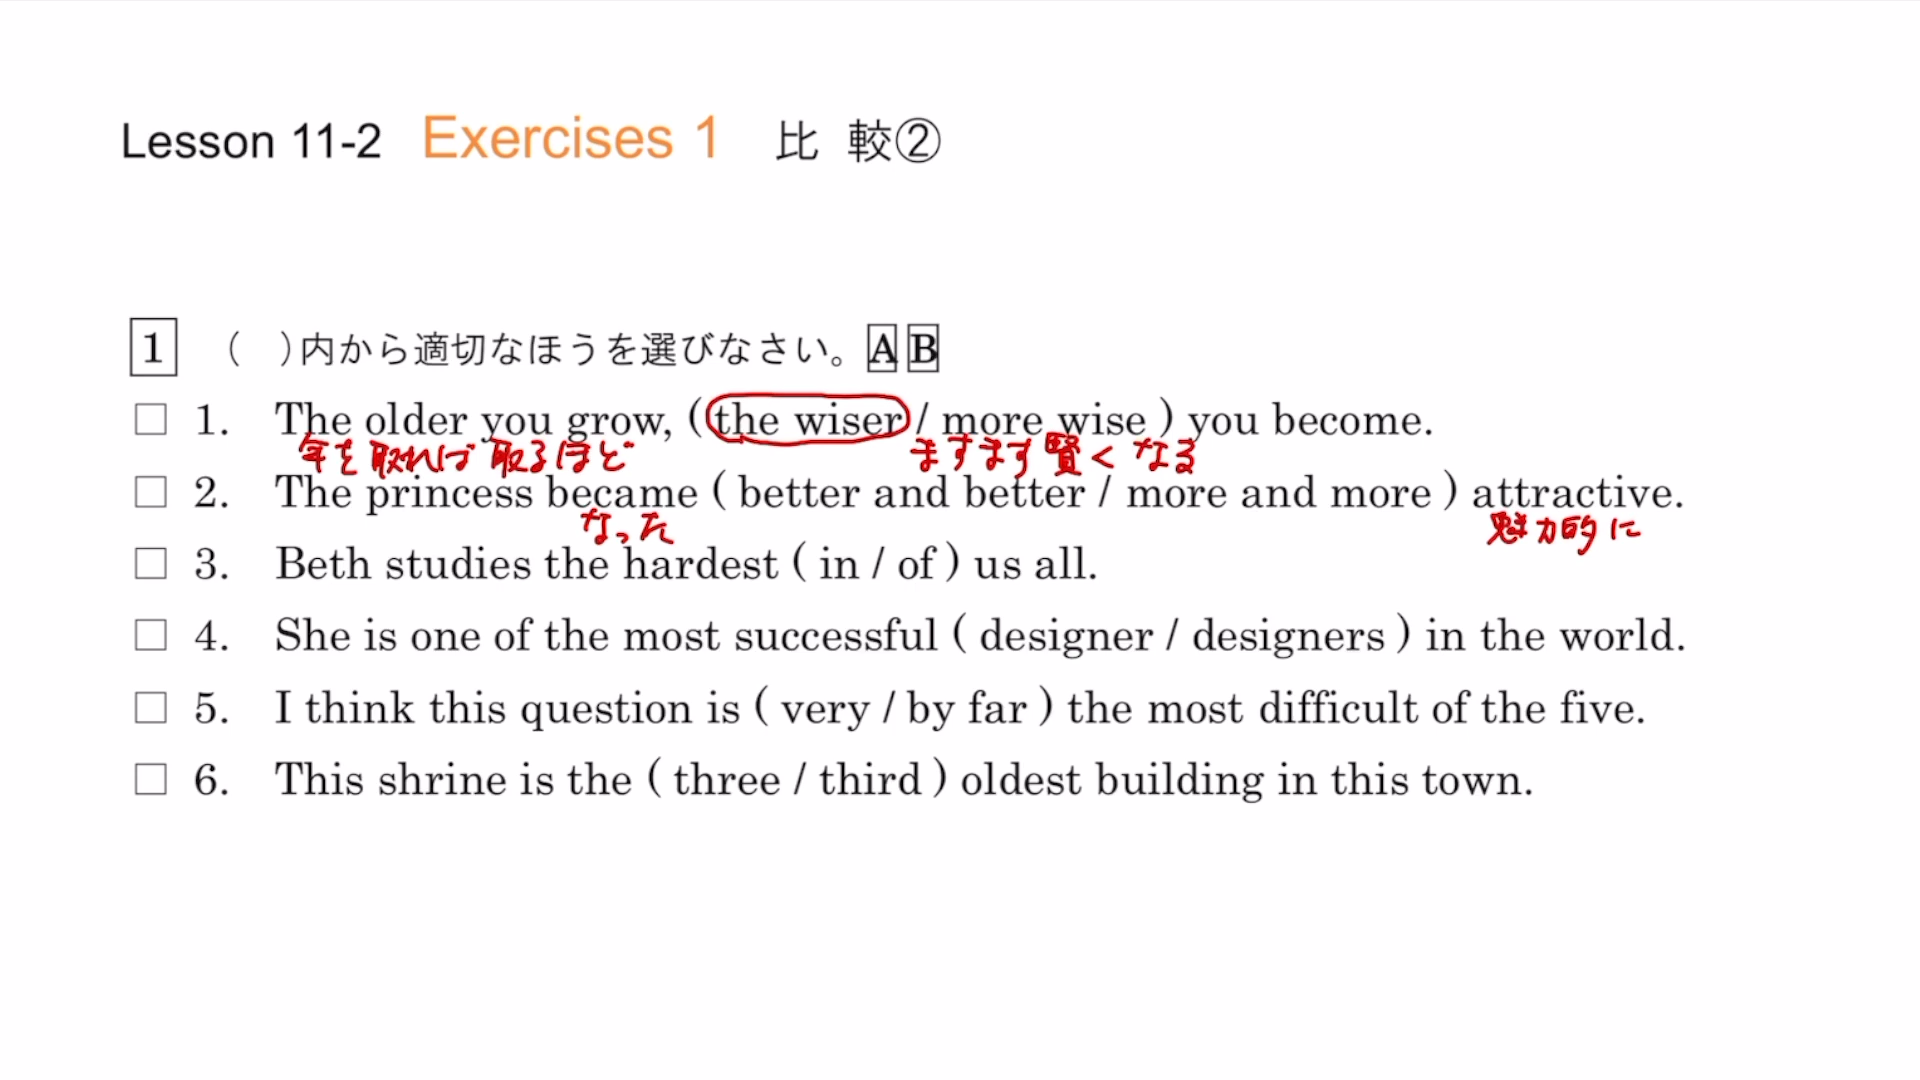 Lesson 11-2 Exercises 1 比 較②
1 ( )内から適切なほうを選びなさい。A B
□ 1. The older you grow, ( the wiser / more wise ) you become.
年を取れば取るほど ますます賢くなる
□ 2. The princess became ( better and better / more and more ) attractive.
なった 魅力的に
□ 3. Beth studies the hardest ( in / of ) us all.
□ 4. She is one of the most successful ( designer / designers ) in the world.
□ 5. I think this question is ( very / by far ) the most difficult of the five.
□ 6. This shrine is the ( three / third ) oldest building in this town.